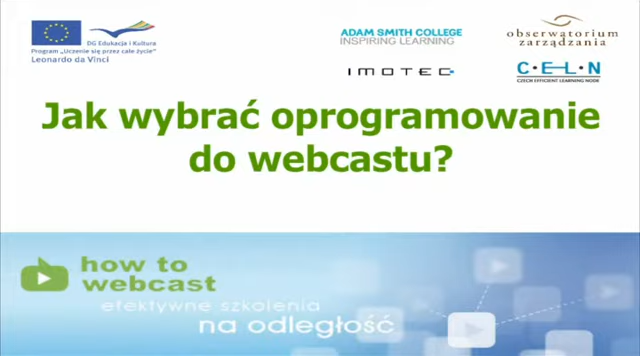 DG Edukacja i Kultura
Program „Uczenie się przez całe życie”
Leonardo da Vinci
ADAM SMITH COLLEGE
INSPIRING LEARNING
IMOTEC
obserwatorium
zarządzania
C·E·L·N
CZECH EFFICIENT LEARNING NODE
Jak wybrać oprogramowanie
do webcastu?
how to
webcast
efektywne szkolenia
na odległość